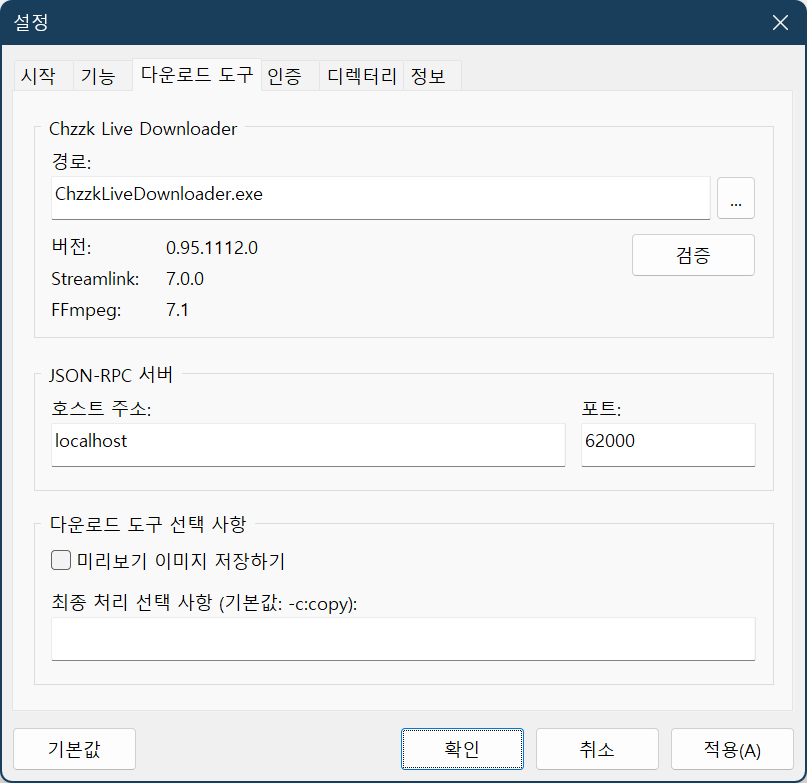 설정
시작 기능 다운로드 도구 인증 디렉터리 정보
Chzzk Live Downloader
경로:
ChzzkLiveDownloader.exe ...
버전: 0.95.1112.0 검증
Streamlink: 7.0.0
FFmpeg: 7.1
JSON-RPC 서버
호스트 주소: 포트:
localhost 62000
다운로드 도구 선택 사항
미리보기 이미지 저장하기
최종 처리 선택 사항 (기본값: -c:copy):
기본값 확인 취소 적용(A)